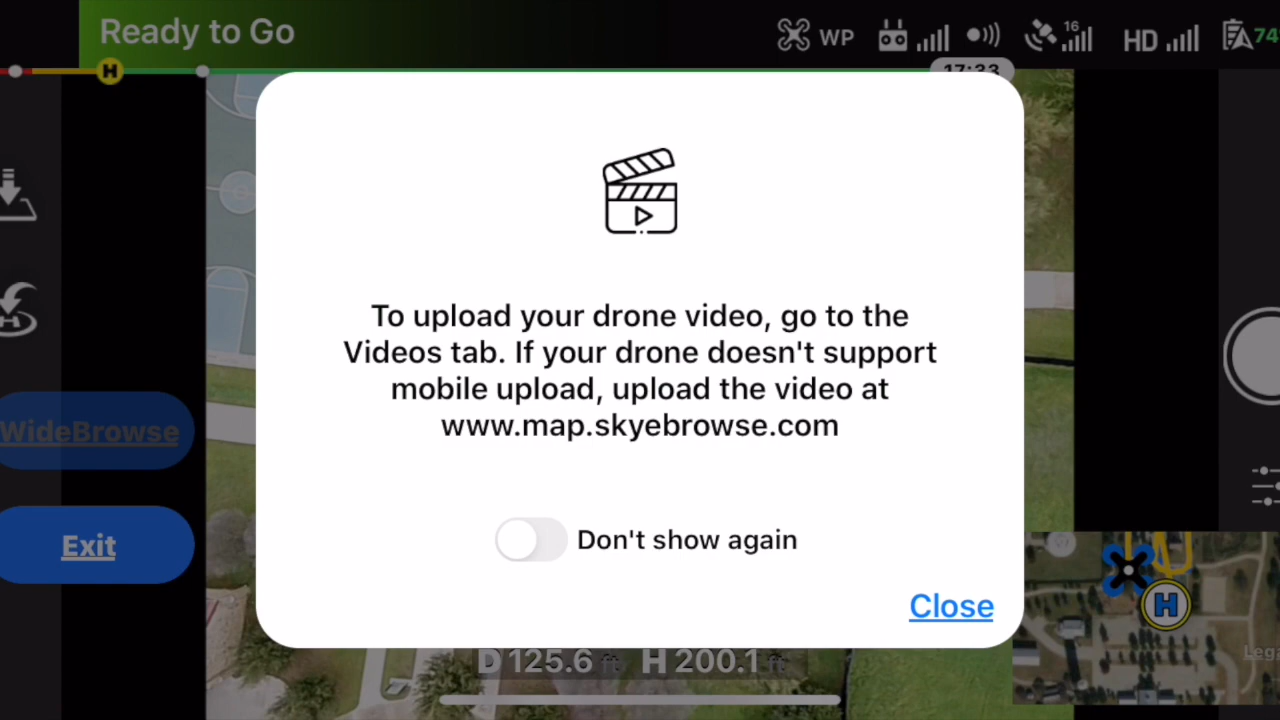 Ready to Go
WP
16
HD
74
H
17:33
To upload your drone video, go to the
Videos tab. If your drone doesn't support
mobile upload, upload the video at
www.map.skyebrowse.com
WideBrowse
Exit
Don't show again
Close
H
D 125.6 ft H 200.1 ft